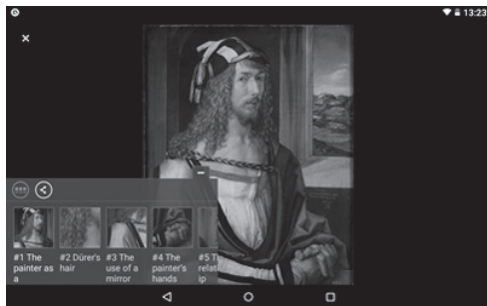 13:23
#1 The
painter as
a
#2 Dürer's
hair
#3 The
use of a
mirror
#4 The
painter's
hands
#5 T
relat
ip